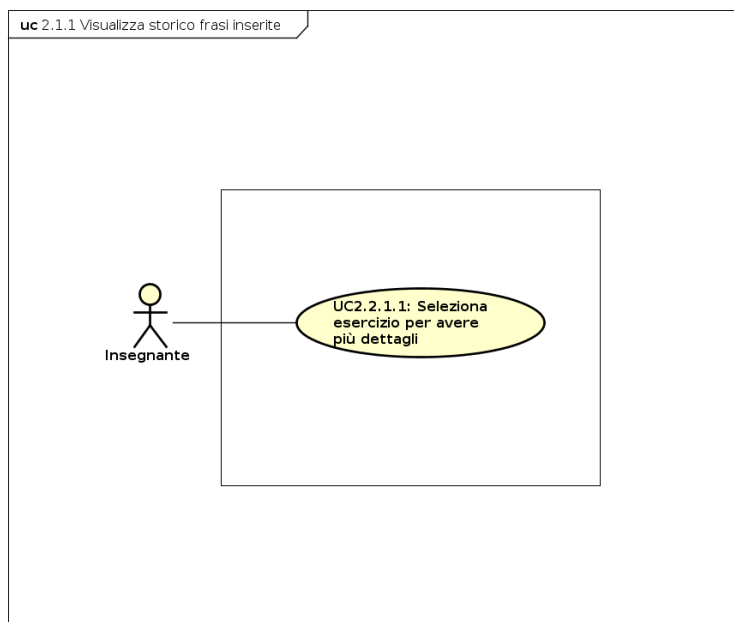 uc 2.1.1 Visualizza storico frasi inserite
UC2.2.1.1: Seleziona
esercizio per avere
più dettagli
Insegnante